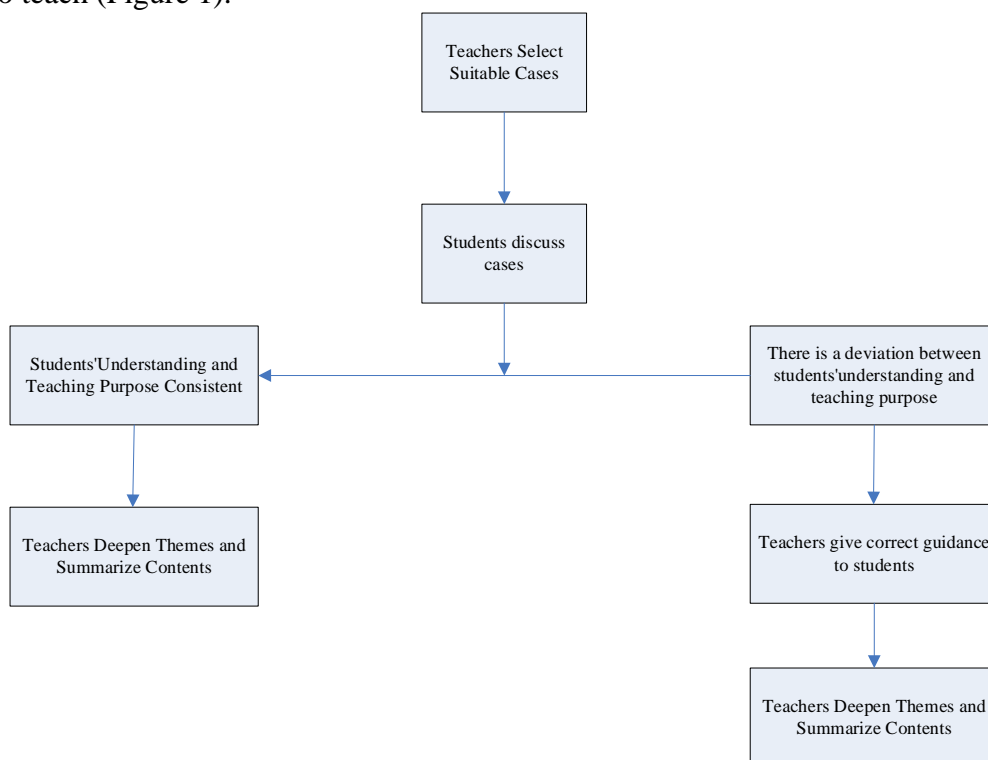 o teach (Figure 1).
Teachers Select
Suitable Cases
Students discuss
cases
Students'Understanding and
Teaching Purpose Consistent
There is a deviation between
students'understanding and
teaching purpose
Teachers Deepen Themes and
Summarize Contents
Teachers give correct guidance
to students
Teachers Deepen Themes and
Summarize Contents